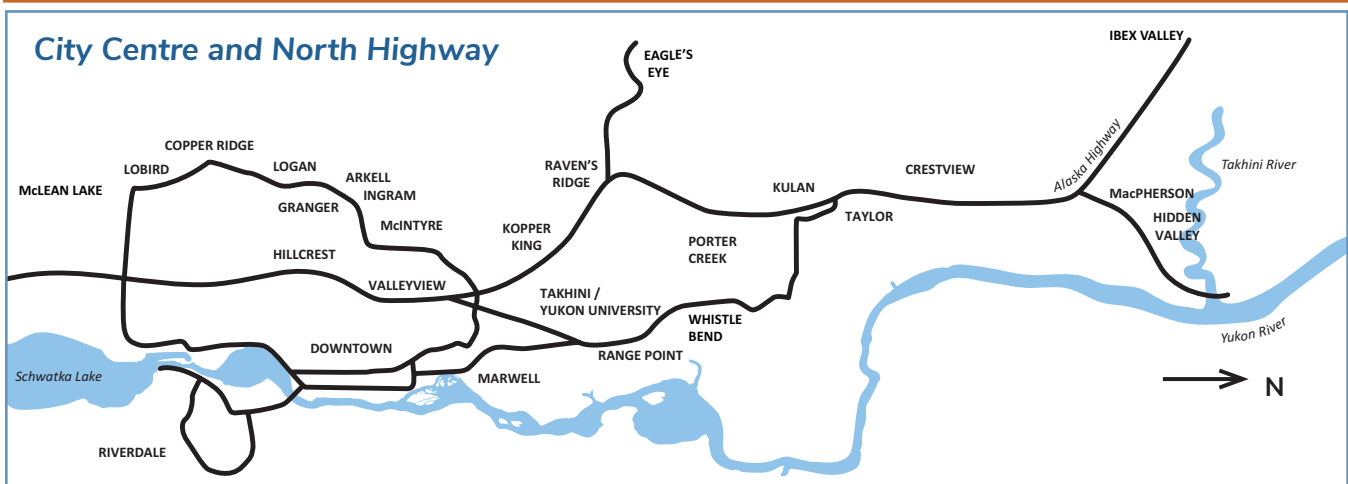 City Centre and North Highway
IBEX VALLEY
EAGLE'S
EYE
COPPER RIDGE
LOBIRD
LOGAN
McLEAN LAKE
ARKELL
INGRAM
GRANGER
McINTYRE
RAVEN'S
RIDGE
KULAN
CRESTVIEW
Alaska Highway
Takhini River
MacPHERSON
HIDDEN
VALLEY
TAYLOR
KOPPER
KING
PORTER
CREEK
HILLCREST
VALLEYVIEW
TAKHINI /
YUKON UNIVERSITY
WHISTLE
BEND
Yukon River
DOWNTOWN
RANGE POINT
Schwatka Lake
MARWELL
N
RIVERDALE